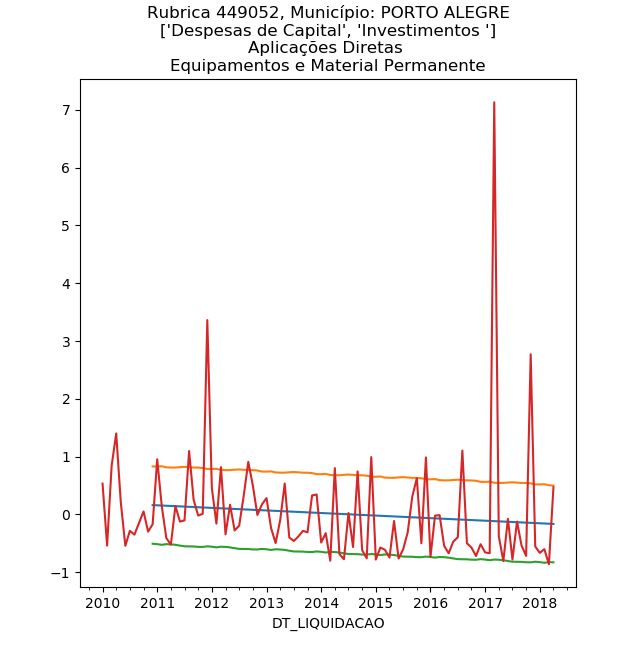 Rubrica 449052, Município: PORTO ALEGRE
['Despesas de Capital', 'Investimentos ']
Aplicações Diretas
Equipamentos e Material Permanente
7
6
5
4
3
2
1
0
−1
2010 2011 2012 2013 2014 2015 2016 2017 2018
DT_LIQUIDACAO